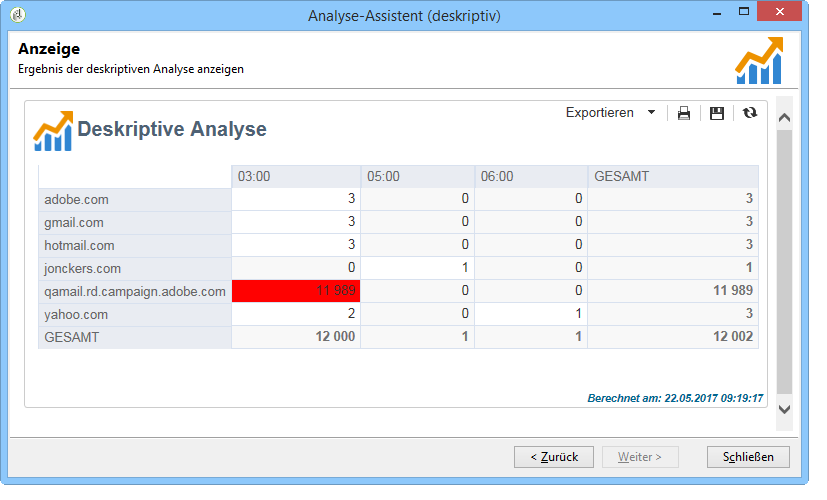 Analyse-Assistent (deskriptiv)
Anzeige
Ergebnis der deskriptiven Analyse anzeigen
Exportieren
Deskriptive Analyse
03:00 05:00 06:00 GESAMT
adobe.com 3 0 0 3
gmail.com 3 0 0 3
hotmail.com 3 0 0 3
jonckers.com 0 1 0 1
qamail.rd.campaign.adobe.com 11 989 0 0 11 989
yahoo.com 2 0 1 3
GESAMT 12 000 1 1 12 002
Berechnet am: 22.05.2017 09:19:17
< Zurück Weiter > Schließen